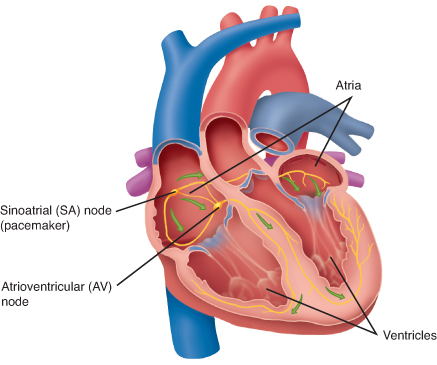 Atria
Sinoatrial (SA) node
(pacemaker)
Atrioventricular (AV)
node
Ventricles